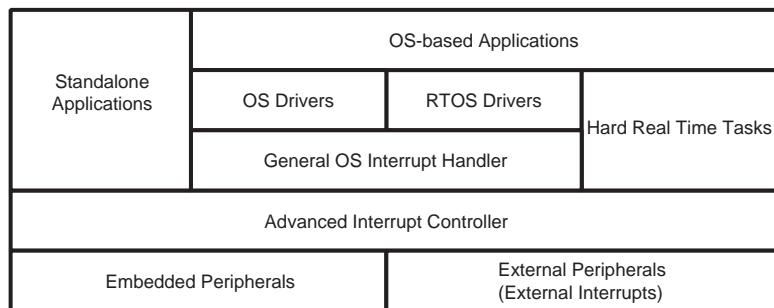 OS-based Applications
Standalone
Applications
OS Drivers
RTOS Drivers
Hard Real Time Tasks
General OS Interrupt Handler
Advanced Interrupt Controller
Embedded Peripherals
External Peripherals
(External Interrupts)